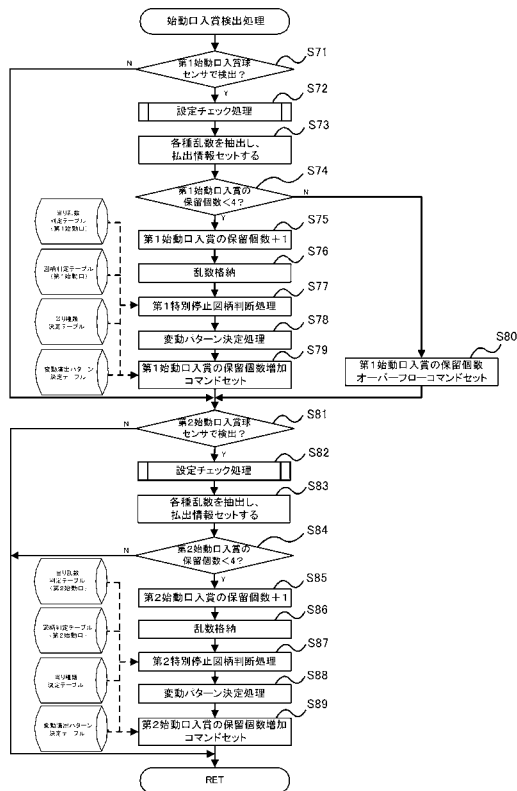 始動口入賞検出処理
S71
第1始動口入賞球
センサで検出?
N
Y
S72
設定チェック処理
S73
各種乱数を抽出し、
払出情報セットする
S74
第1始動口入賞の
保留個数<4?
N
Y
当り乱数
判定テーブル
(第1始動口)
S75
第1始動口入賞の保留個数+1
S76
乱数格納
図柄判定テーブル
(第1始動口)
S77
第1特別停止図柄判断処理
当り種類
決定テーブル
S78
変動パターン決定処理
変動演出パターン
決定テーブル
S79
第1始動口入賞の保留個数増加
コマンドセット
S80
第1始動口入賞の保留個数
オーバーフローコマンドセット
S81
第2始動口入賞球
センサで検出?
N
Y
S82
設定チェック処理
S83
各種乱数を抽出し、
払出情報セットする
S84
第2始動口入賞の
保留個数<4?
N
Y
当り乱数
判定テーブル
(第2始動口)
S85
第2始動口入賞の保留個数+1
S86
乱数格納
図柄判定テーブル
(第2始動口)
S87
第2特別停止図柄判断処理
当り種類
決定テーブル
S88
変動パターン決定処理
変動演出パターン
決定テーブル
S89
第2始動口入賞の保留個数増加
コマンドセット
RET